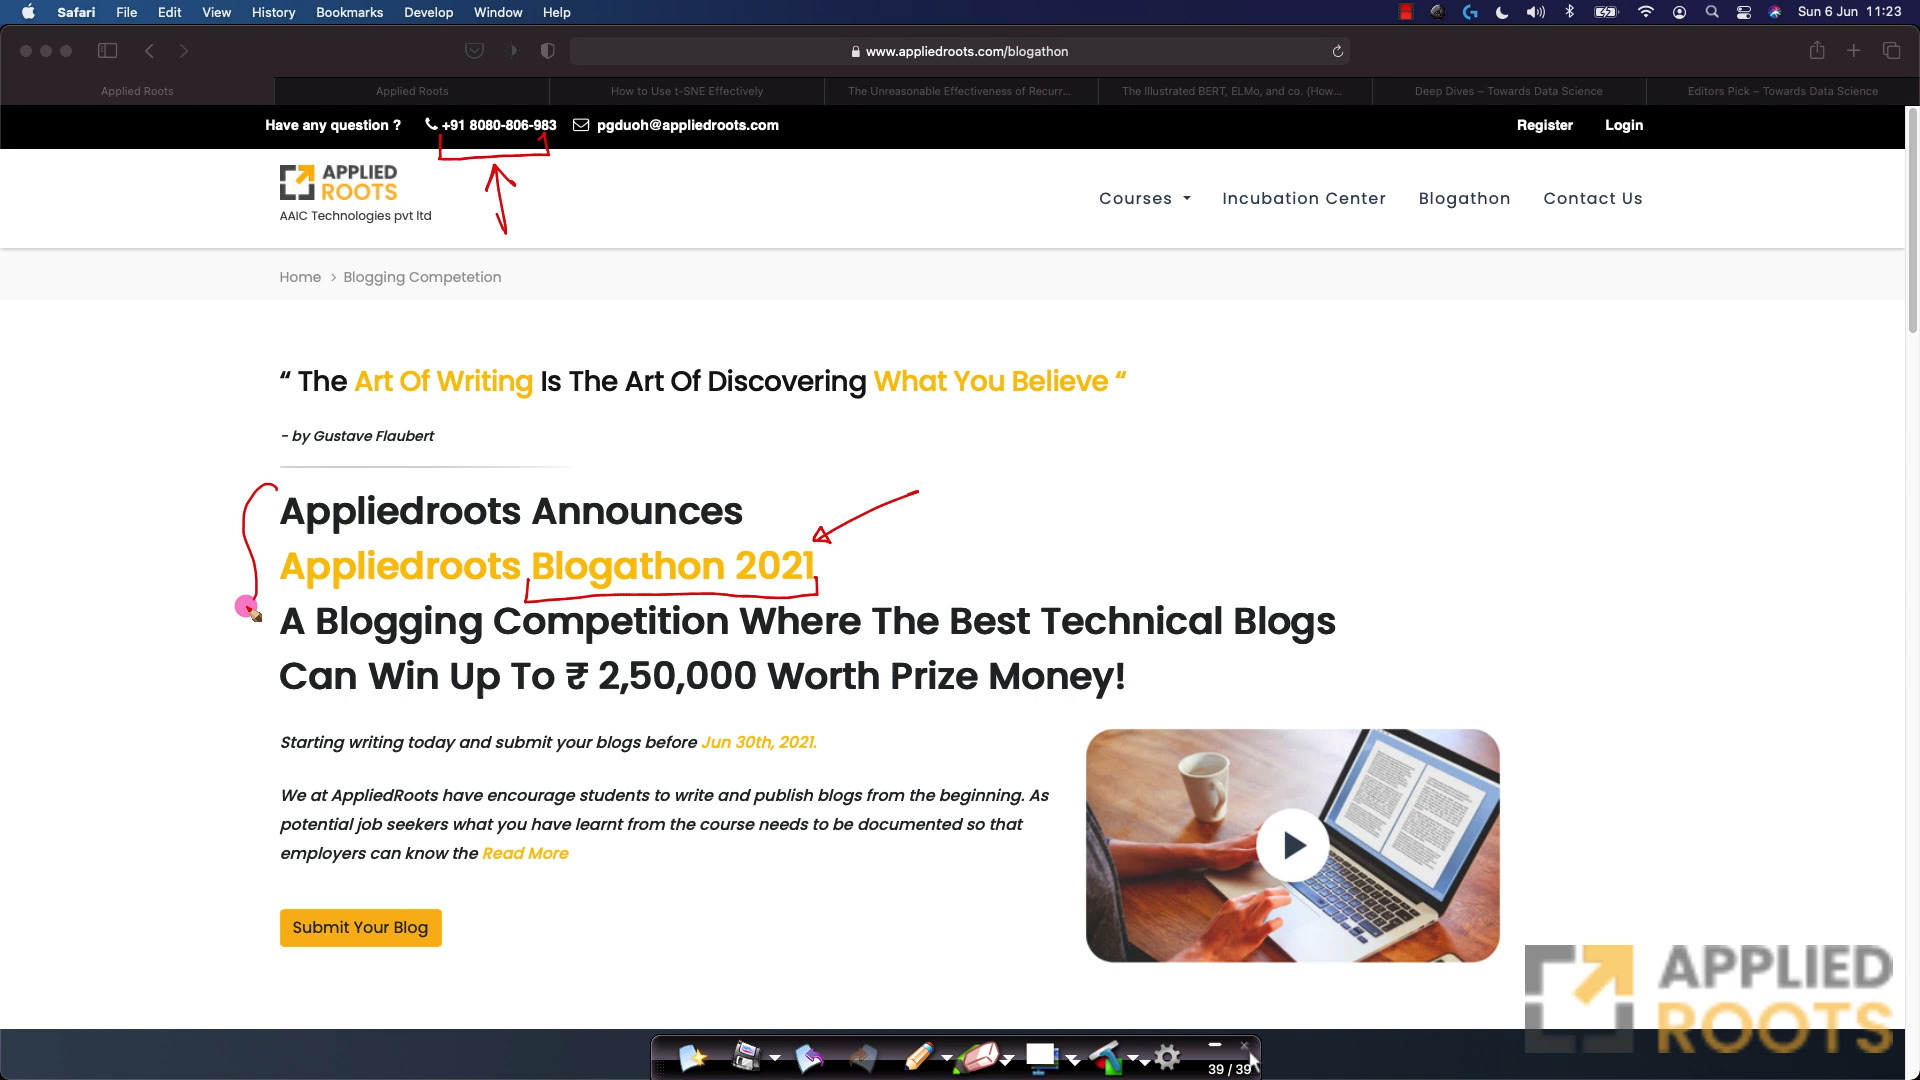 Safari File Edit View History Bookmarks Develop Window Help Sun 6 Jun 11:23
www.appliedroots.com/blogathon
Applied Roots Applied Roots How to Use t-SNE Effectively The Unreasonable Effectiveness of Recurr... The Illustrated BERT, ELMo, and co. (How... Deep Dives – Towards Data Science Editors Pick – Towards Data Science
Have any question ? +91 8080-806-983 pgduoh@appliedroots.com Register Login
APPLIED
ROOTS
AAIC Technologies pvt ltd
Courses Incubation Center Blogathon Contact Us
Home > Blogging Competetion
“ The Art Of Writing Is The Art Of Discovering What You Believe “
- by Gustave Flaubert
Appliedroots Announces
Appliedroots Blogathon 2021
A Blogging Competition Where The Best Technical Blogs
Can Win Up To ₹ 2,50,000 Worth Prize Money!
Starting writing today and submit your blogs before Jun 30th, 2021.
We at AppliedRoots have encourage students to write and publish blogs from the beginning. As
potential job seekers what you have learnt from the course needs to be documented so that
employers can know the Read More
Submit Your Blog
APPLIED
ROOTS
39 / 39